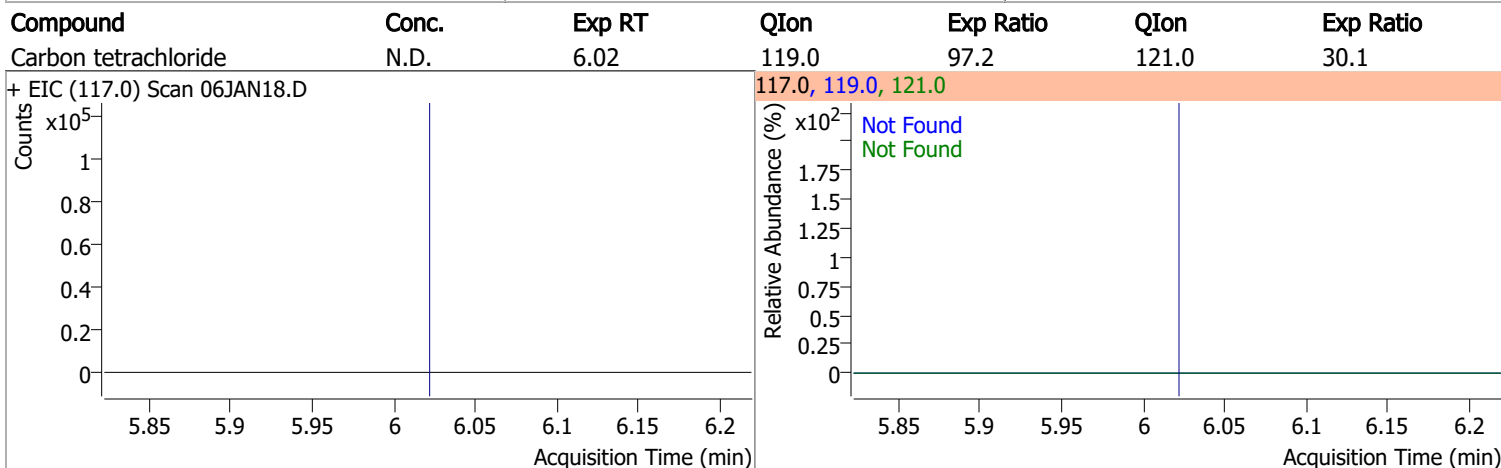 Compound Conc. Exp RT QIon Exp Ratio QIon Exp Ratio
Carbon tetrachloride N.D. 6.02 119.0 97.2 121.0 30.1
+ EIC (117.0) Scan 06JAN18.D
Counts
x10⁵
1
0.8
0.6
0.4
0.2
0
5.85 5.9 5.95 6 6.05 6.1 6.15 6.2
Acquisition Time (min)
117.0, 119.0, 121.0
Relative Abundance (%)
x10²
Not Found
Not Found
1.75
1.5
1.25
1
0.75
0.5
0.25
0
5.85 5.9 5.95 6 6.05 6.1 6.15 6.2
Acquisition Time (min)